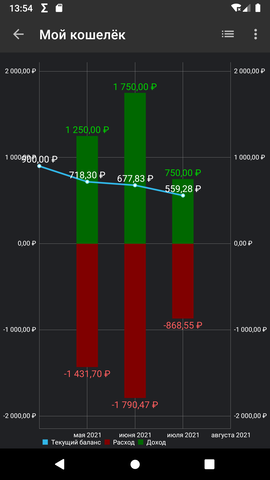 13:54
Мой кошелёк
2 000,00 ₽ 2 000,00 ₽
1 750,00 ₽
1 250,00 ₽
1 000,00 ₽ 1 000,00 ₽
900,00 ₽
718,30 ₽ 677,83 ₽ 750,00 ₽
559,28 ₽
0,00 ₽ 0,00 ₽
-868,55 ₽
-1 000,00 ₽ -1 000,00 ₽
-1 431,70 ₽
-1 790,47 ₽
-2 000,00 ₽ -2 000,00 ₽
мая 2021 июня 2021 июля 2021 августа 2021
Текущий баланс Расход Доход